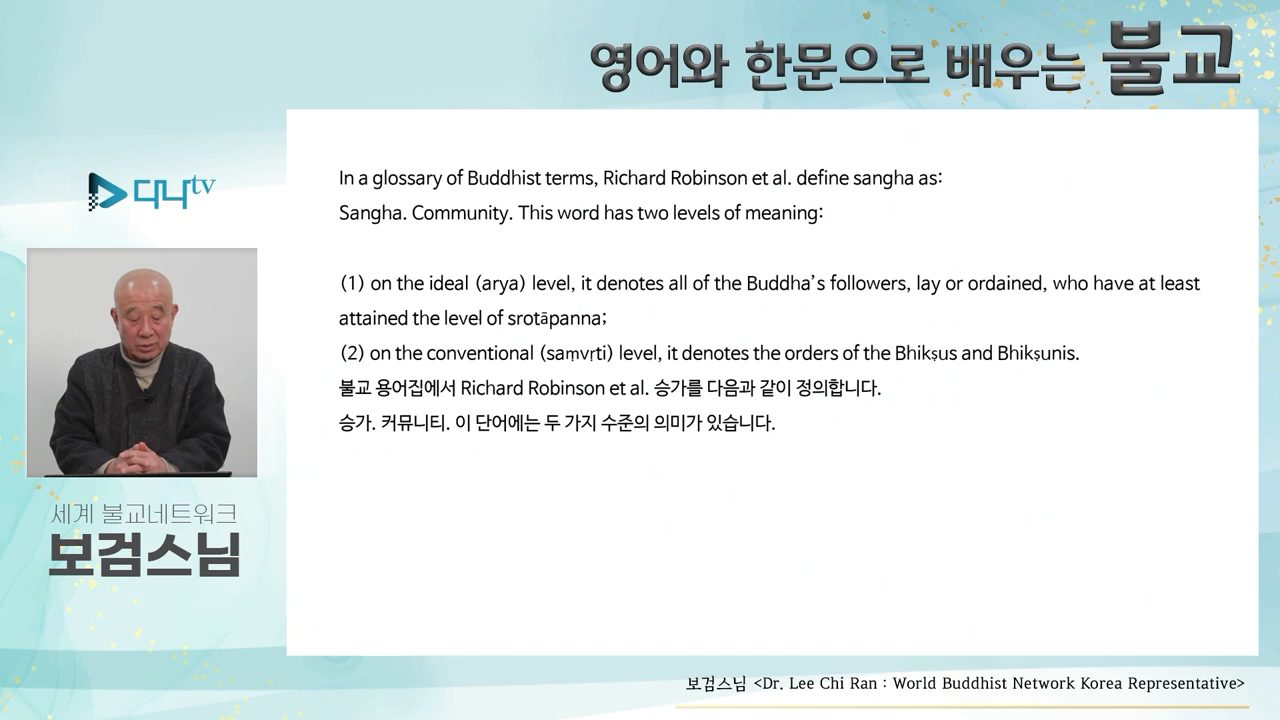 영어와 한문으로 배우는 불교
디나tv
In a glossary of Buddhist terms, Richard Robinson et al. define sangha as:
Sangha. Community. This word has two levels of meaning:
(1) on the ideal (arya) level, it denotes all of the Buddha’s followers, lay or ordained, who have at least
attained the level of srotāpanna;
(2) on the conventional (saṃvṛti) level, it denotes the orders of the Bhikṣus and Bhikṣunis.
불교 용어집에서 Richard Robinson et al. 승가를 다음과 같이 정의합니다.
승가. 커뮤니티. 이 단어에는 두 가지 수준의 의미가 있습니다.
세계 불교네트워크
보검스님
보검스님 <Dr. Lee Chi Ran : World Buddhist Network Korea Representative>